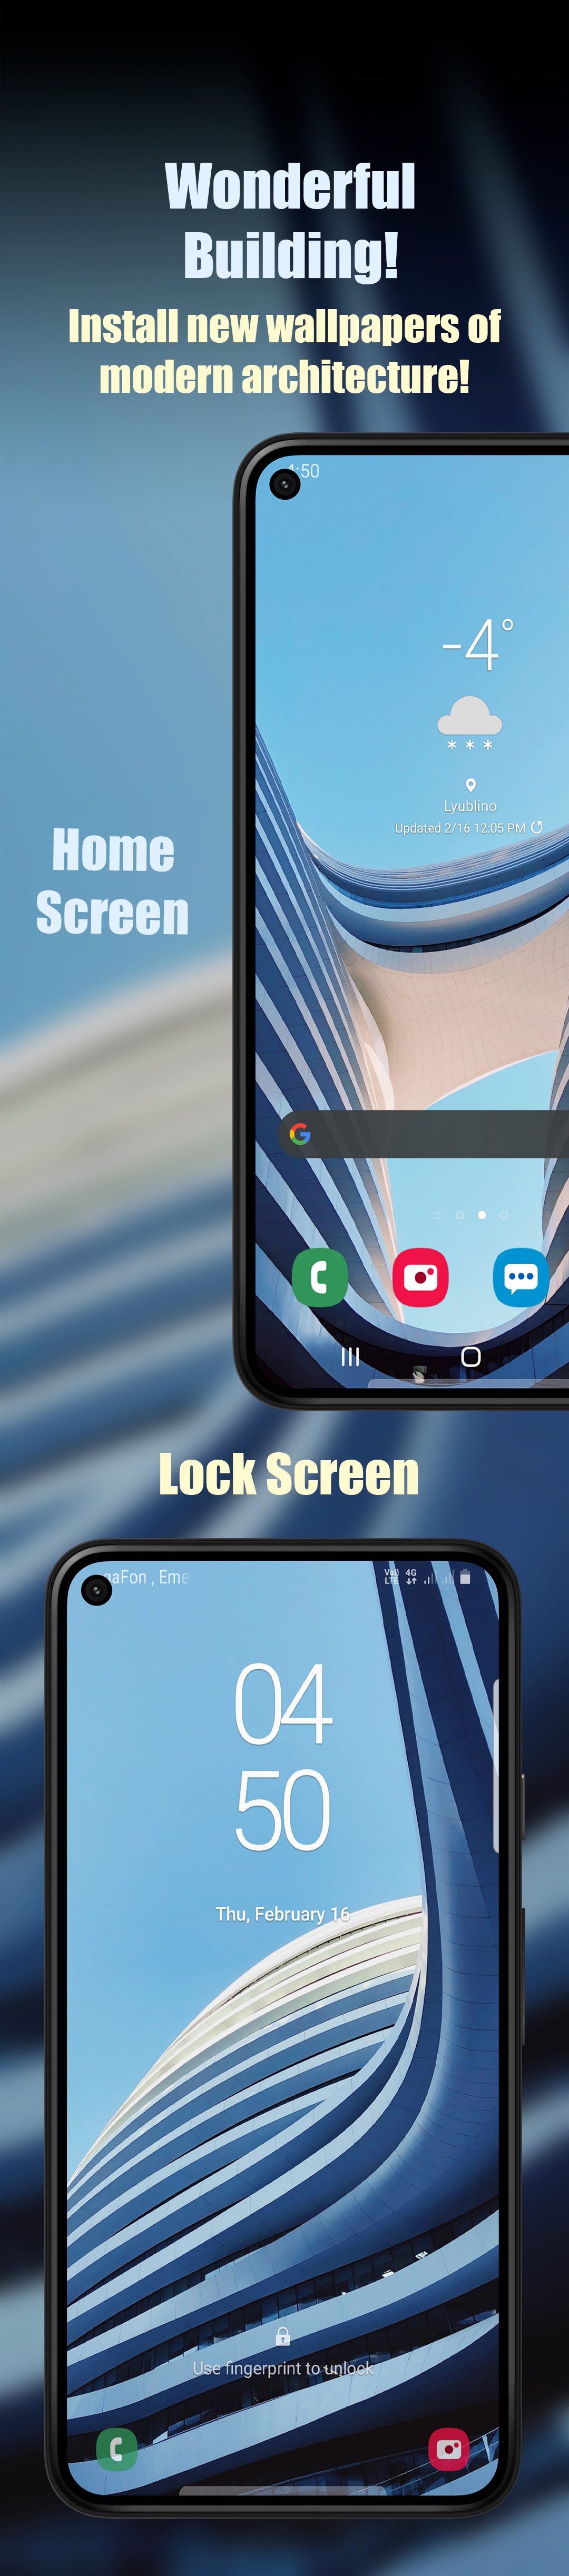 Wonderful
Building!
Install new wallpapers of
modern architecture!
4:50
-4°
Lyublino
Updated 2/16 12:05 PM
Home
Screen
G
Lock Screen
gaFon , Eme
Vo))
LTE
4G
04
50
Thu, February 16
Use fingerprint to unlock